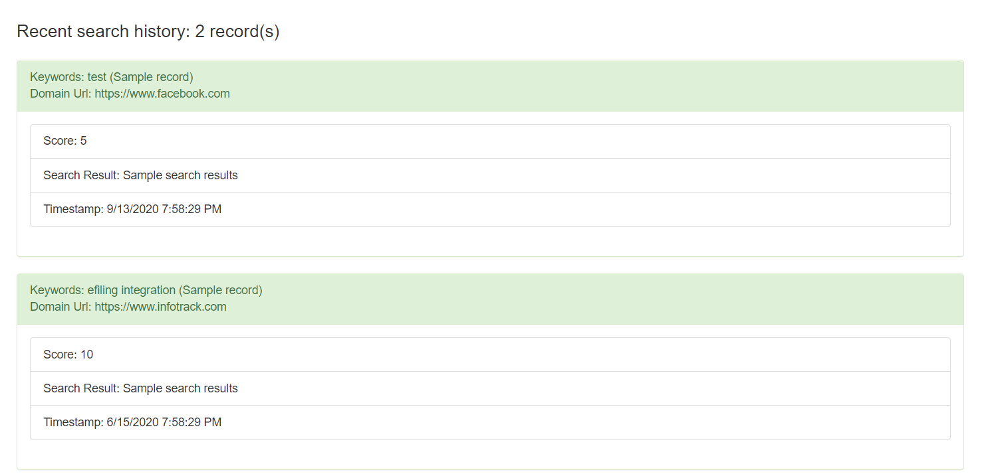 Recent search history: 2 record(s)
Keywords: test (Sample record)
Domain Url: https://www.facebook.com
Score: 5
Search Result: Sample search results
Timestamp: 9/13/2020 7:58:29 PM
Keywords: efiling integration (Sample record)
Domain Url: https://www.infotrack.com
Score: 10
Search Result: Sample search results
Timestamp: 6/15/2020 7:58:29 PM